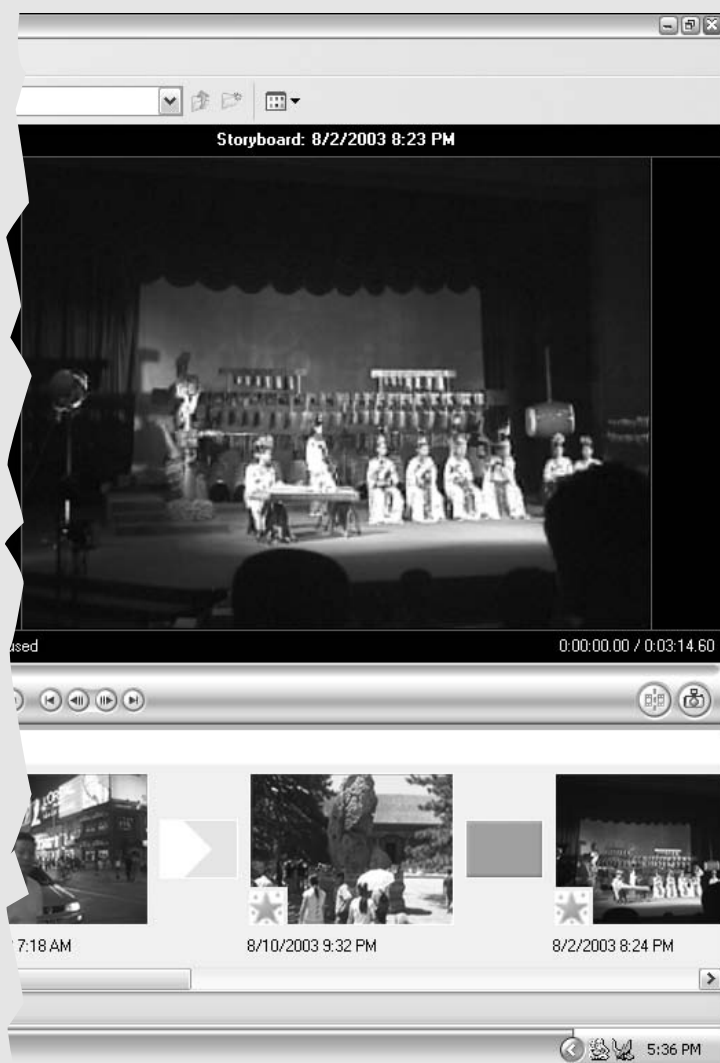 Storyboard: 8/2/2003 8:23 PM
used
0:00:00.00 / 0:03:14.60
L'OREAL
7:18 AM
8/10/2003 9:32 PM
8/2/2003 8:24 PM
5:36 PM